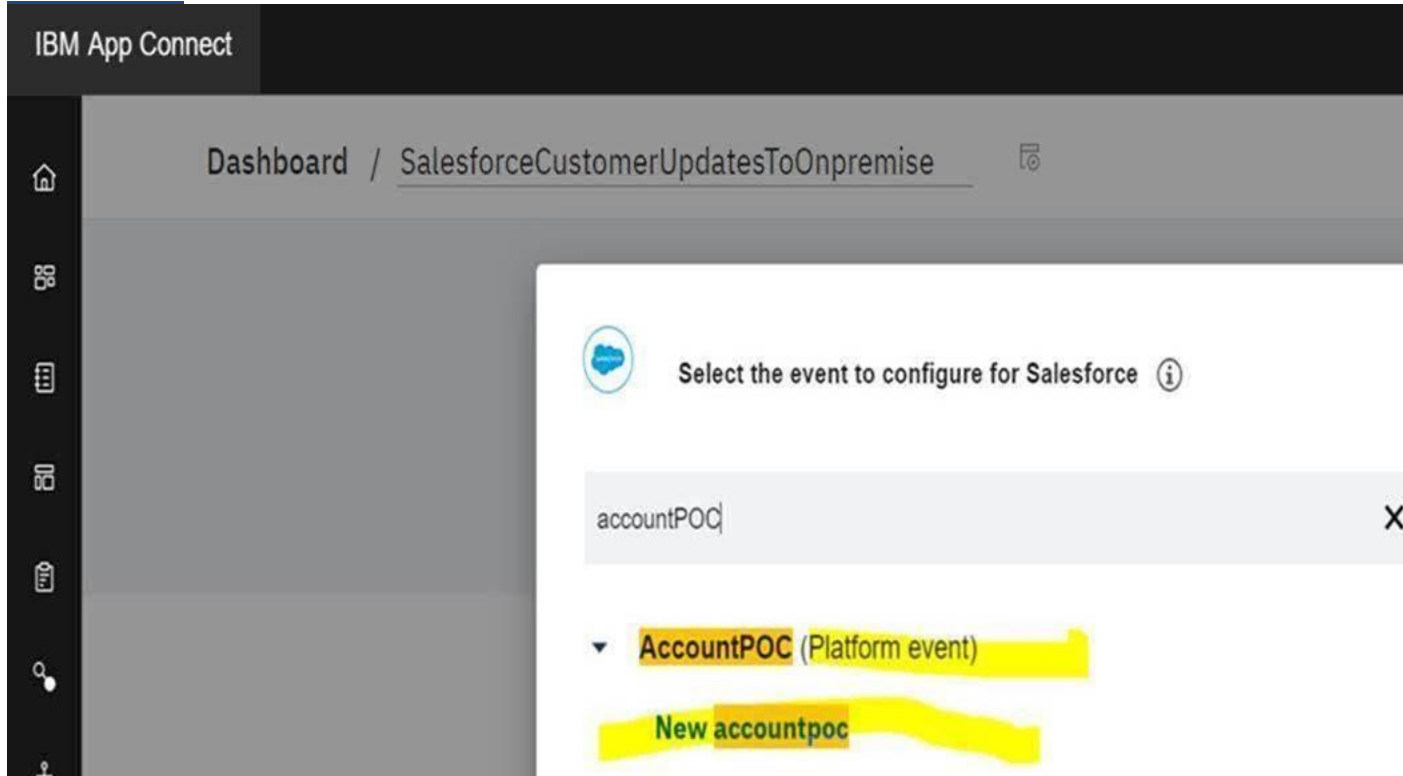 IBM App Connect
Dashboard / SalesforceCustomerUpdatesToOnpremise
Select the event to configure for Salesforce
accountPOC
AccountPOC (Platform event)
New accountpoc